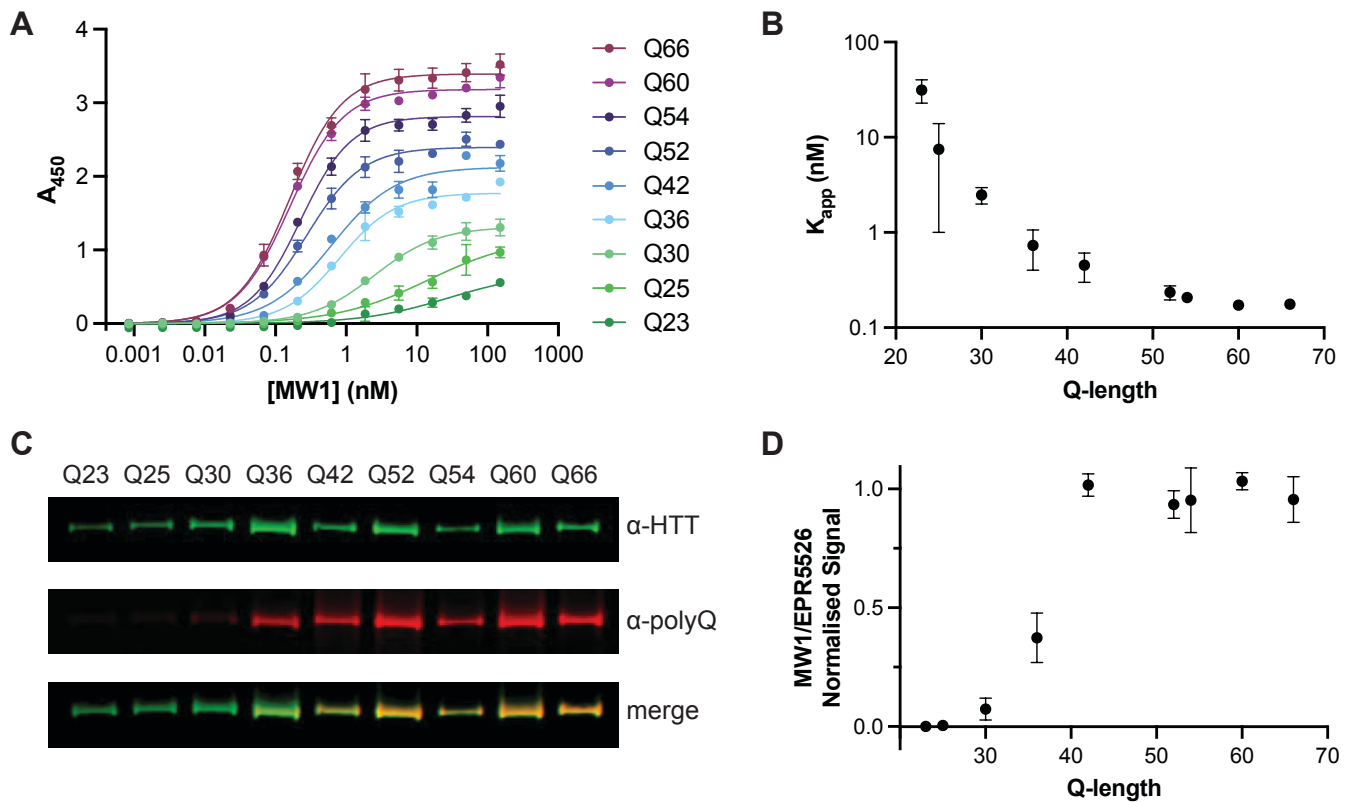 A
4
3
2
1
0
A450
0.001 0.01 0.1 1 10 100 1000
[MW1] (nM)
Q66
Q60
Q54
Q52
Q42
Q36
Q30
Q25
Q23
B
100
10
1
0.1
Kapp (nM)
20 30 40 50 60 70
Q-length
C
Q23 Q25 Q30 Q36 Q42 Q52 Q54 Q60 Q66
α-HTT
α-polyQ
merge
D
1.0
0.5
0.0
MW1/EPR5526
Normalised Signal
30 40 50 60 70
Q-length